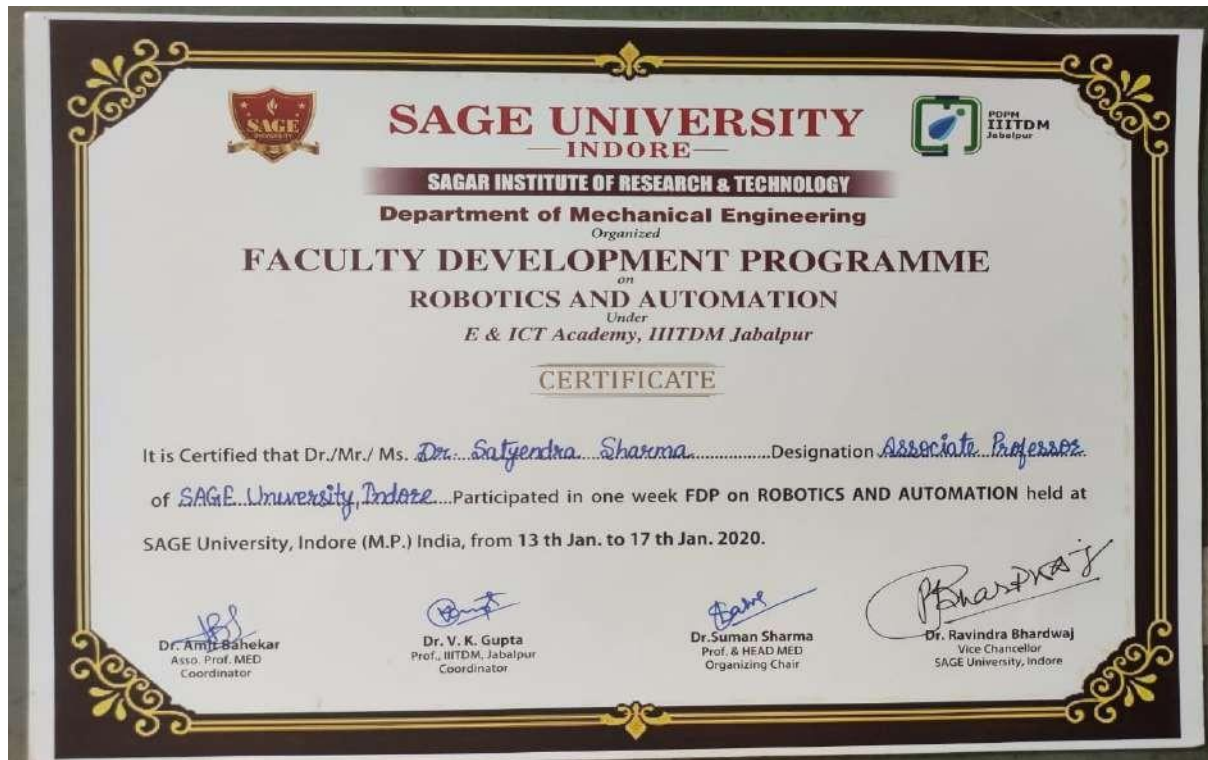 SAGE
UNIVERSITY
PDPM
IIITDM
Jabalpur
SAGE UNIVERSITY
INDORE
SAGAR INSTITUTE OF RESEARCH & TECHNOLOGY
Department of Mechanical Engineering
Organized
FACULTY DEVELOPMENT PROGRAMME
on
ROBOTICS AND AUTOMATION
Under
E & ICT Academy, IIITDM Jabalpur
CERTIFICATE
It is Certified that Dr./Mr./ Ms. Dr. Satyendra Sharma Designation Associate Professor
of SAGE University, Indore Participated in one week FDP on ROBOTICS AND AUTOMATION held at
SAGE University, Indore (M.P.) India, from 13 th Jan. to 17 th Jan. 2020.
Dr. Amit Bahekar
Asso. Prof. MED
Coordinator
Dr. V. K. Gupta
Prof., IIITDM, Jabalpur
Coordinator
Dr.Suman Sharma
Prof. & HEAD MED
Organizing Chair
Dr. Ravindra Bhardwaj
Vice Chancellor
SAGE University, Indore